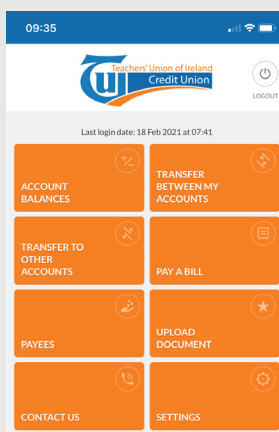 09:35
Teachers' Union of Ireland
TUI Credit Union
LOGOUT
Last login date: 18 Feb 2021 at 07:41
ACCOUNT
BALANCES
TRANSFER
BETWEEN MY
ACCOUNTS
TRANSFER TO
OTHER
ACCOUNTS
PAY A BILL
PAYEES
UPLOAD
DOCUMENT
CONTACT US
SETTINGS